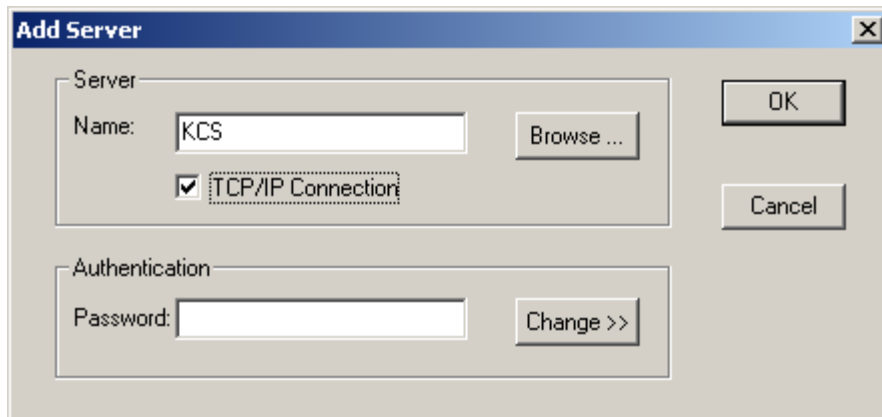 Add Server
Server
Name: KCS Browse ...
TCP/IP Connection
Authentication
Password: Change >>
OK
Cancel